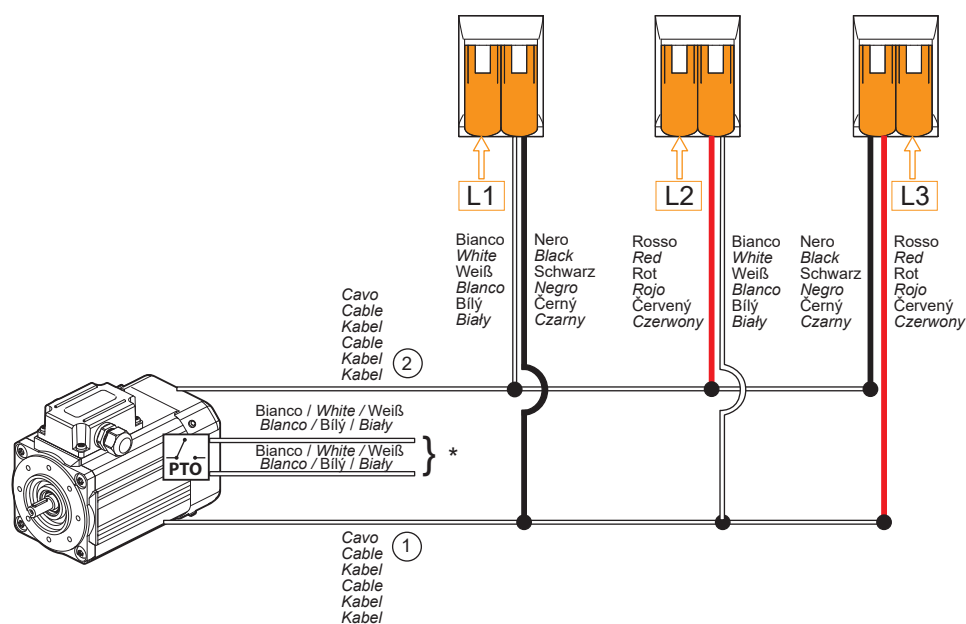 L1
L2
L3
Bianco
White
Weiß
Blanco
Bílý
Biały
Nero
Black
Schwarz
Negro
Černý
Czarny
Rosso
Red
Rot
Rojo
Červený
Czerwony
Bianco
White
Weiß
Blanco
Bílý
Biały
Nero
Black
Schwarz
Negro
Černý
Czarny
Rosso
Red
Rot
Rojo
Červený
Czerwony
Cavo
Cable
Kabel
Cable
Kabel
Kabel
2
Bianco / White / Weiß
Blanco / Bílý / Biały
Bianco / White / Weiß
Blanco / Bílý / Biały
} *
PTO
Cavo
Cable
Kabel
Cable
Kabel
Kabel
1